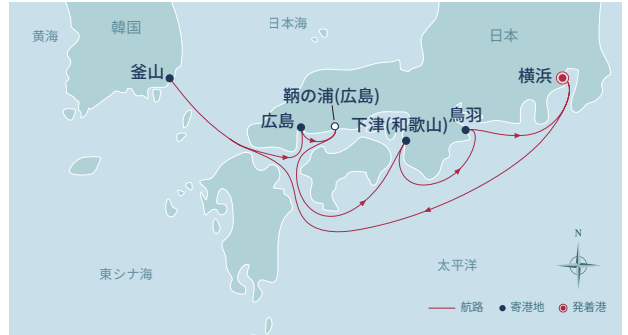 日本海
韓国
黄海
日本
釜山
横浜
鞆の浦(広島)
鳥羽
広島
下津(和歌山)
N
太平洋
東シナ海
航路
寄港地
発着港